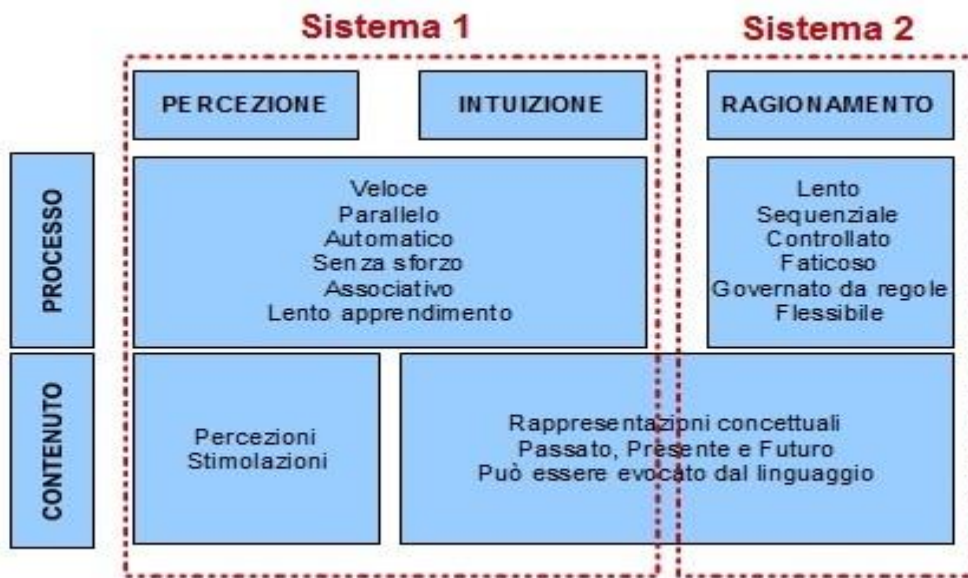 Sistema 1
Sistema 2
PERCEZIONE
INTUIZIONE
RAGIONAMENTO
PROCESSO
Veloce
Parallelo
Automatico
Senza sforzo
Associativo
Lento apprendimento
Lento
Sequenziale
Controllato
Faticoso
Governato da regole
Flessibile
CONTENUTO
Percezioni
Stimolazioni
Rappresentazioni concettuali
Passato, Presente e Futuro
Può essere evocato dal linguaggio